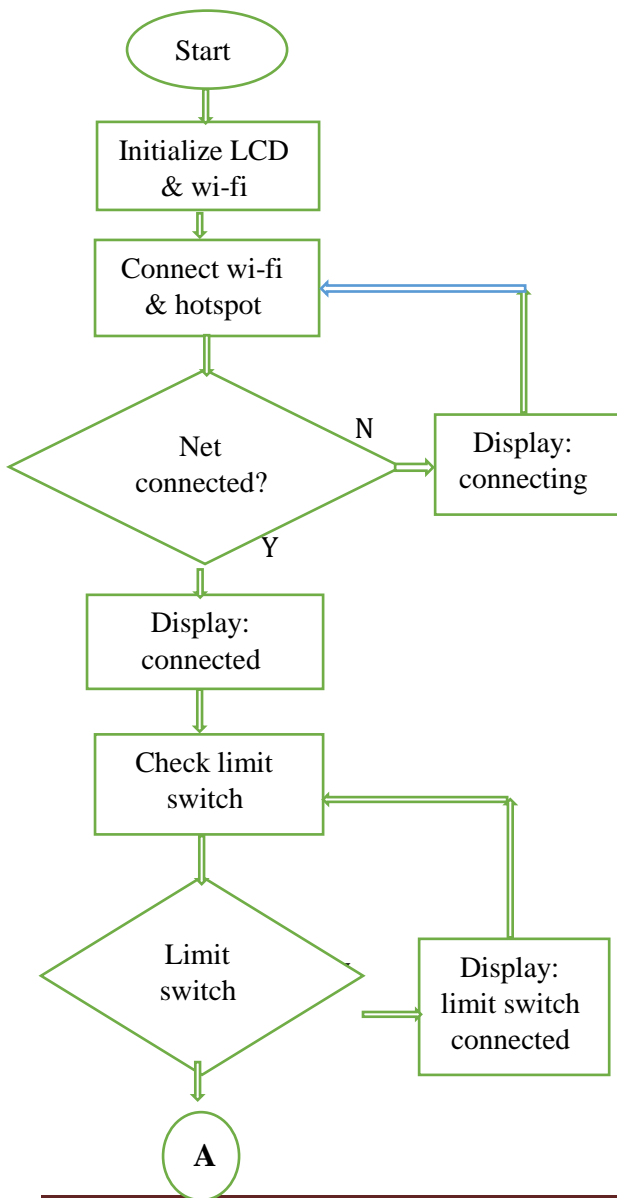 Start
Initialize LCD
& wi-fi
Connect wi-fi
& hotspot
N
Net
connected?
Display:
connecting
Y
Display:
connected
Check limit
switch
Limit
switch
Display:
limit switch
connected
A